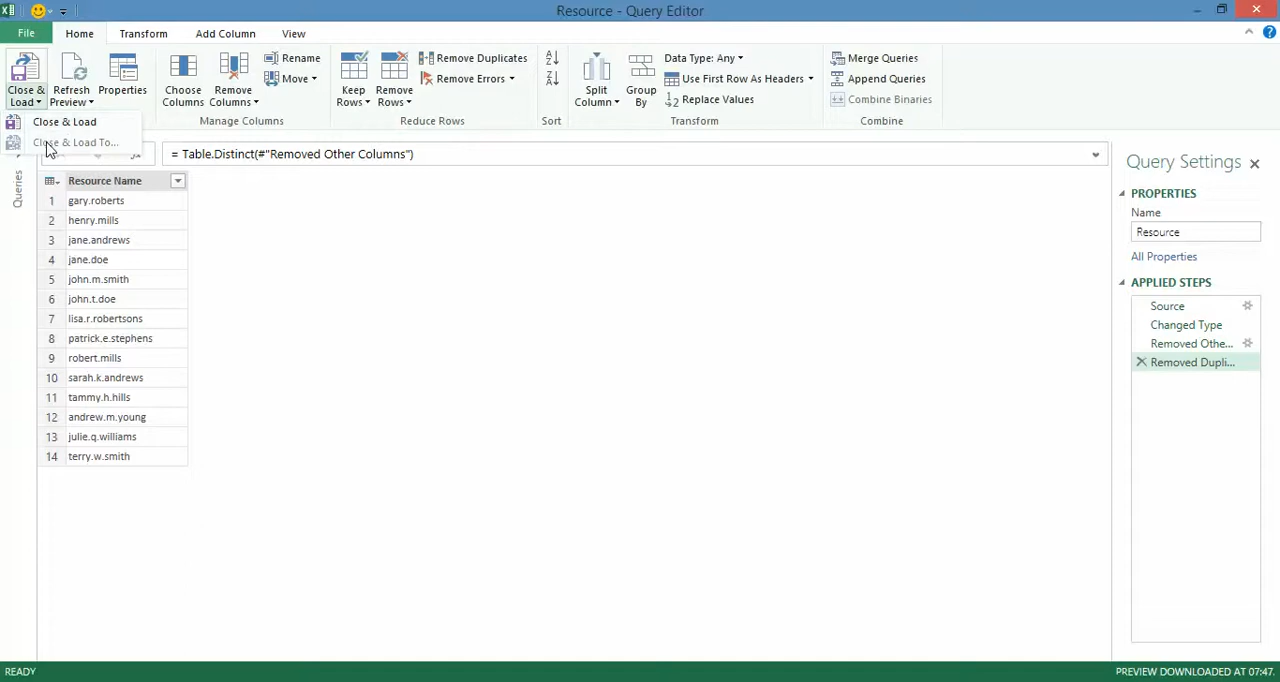 Resource - Query Editor
File
Home
Transform
Add Column
View
Close & Load
Refresh Preview
Properties
Choose Columns
Remove Columns
Rename
Move
Keep Rows
Remove Rows
Remove Duplicates
Remove Errors
Split Column
Group By
Data Type: Any
Use First Row As Headers
Replace Values
Merge Queries
Append Queries
Combine Binaries
Manage Columns
Reduce Rows
Sort
Transform
Combine
Close & Load
Close & Load To...
= Table.Distinct(#"Removed Other Columns")
Queries
Resource Name
1 gary.roberts
2 henry.mills
3 jane.andrews
4 jane.doe
5 john.m.smith
6 john.t.doe
7 lisa.r.robertsons
8 patrick.e.stephens
9 robert.mills
10 sarah.k.andrews
11 tammy.h.hills
12 andrew.m.young
13 julie.q.williams
14 terry.w.smith
Query Settings
PROPERTIES
Name
Resource
All Properties
APPLIED STEPS
Source
Changed Type
Removed Othe...
Removed Dupli...
READY
PREVIEW DOWNLOADED AT 07:47.